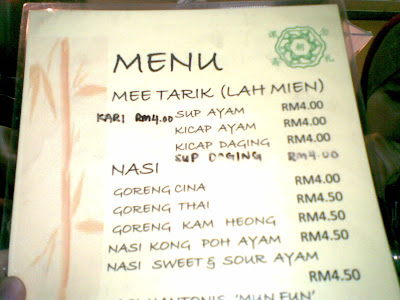 MENU
MEE TARIK (LAH MIEN)
KARI RM4.00 SUP AYAM RM4.00
KICAP AYAM RM4.00
KICAP DAGING RM4.00
SUP DAGING RM4.00
NASI
GORENG CINA RM4.00
GORENG THAI RM4.50
GORENG KAM HEONG RM4.50
NASI KONG POH AYAM RM4.50
NASI SWEET & SOUR AYAM
RM4.50
'MUN FUN'